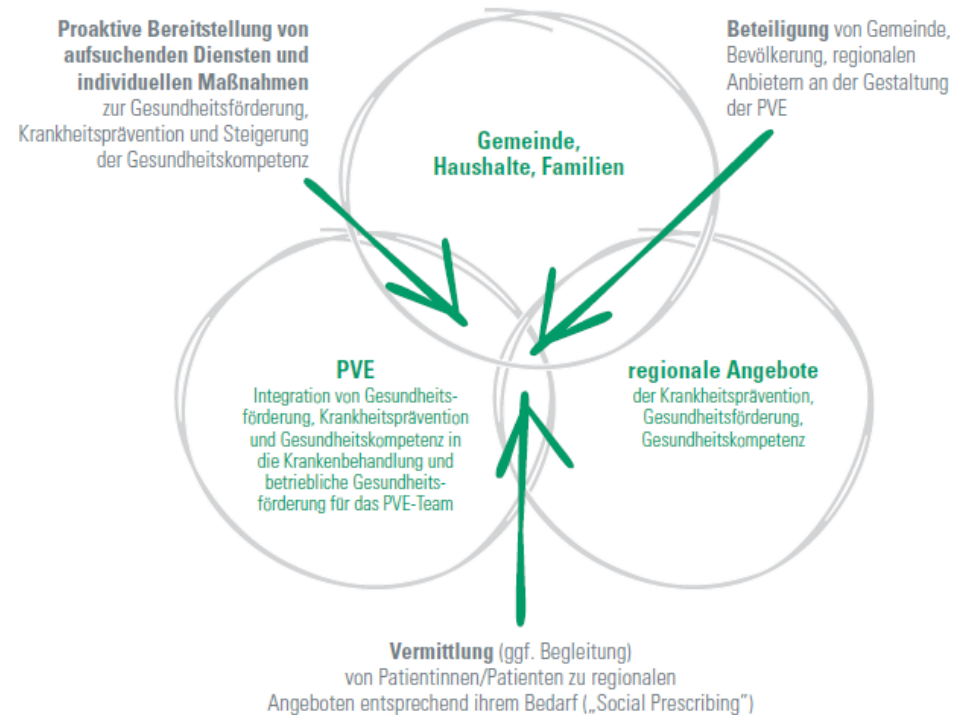 Proaktive Bereitstellung von
aufsuchenden Diensten und
individuellen Maßnahmen
zur Gesundheitsförderung,
Krankheitsprävention und Steigerung
der Gesundheitskompetenz
Beteiligung von Gemeinde,
Bevölkerung, regionalen
Anbietern an der Gestaltung
der PVE
Gemeinde,
Haushalte, Familien
PVE
Integration von Gesundheits-
förderung, Krankheitsprävention
und Gesundheitskompetenz in
die Krankenbehandlung und
betriebliche Gesundheits-
förderung für das PVE-Team
regionale Angebote
der Krankheitsprävention,
Gesundheitsförderung,
Gesundheitskompetenz
Vermittlung (ggf. Begleitung)
von Patientinnen/Patienten zu regionalen
Angeboten entsprechend ihrem Bedarf („Social Prescribing”)